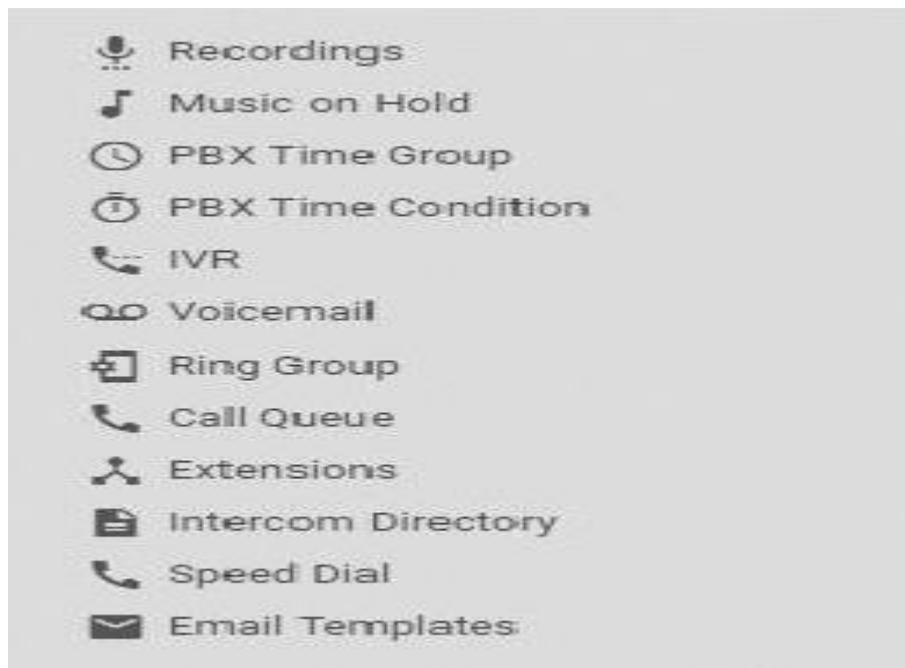 Recordings
Music on Hold
PBX Time Group
PBX Time Condition
IVR
Voicemail
Ring Group
Call Queue
Extensions
Intercom Directory
Speed Dial
Email Templates